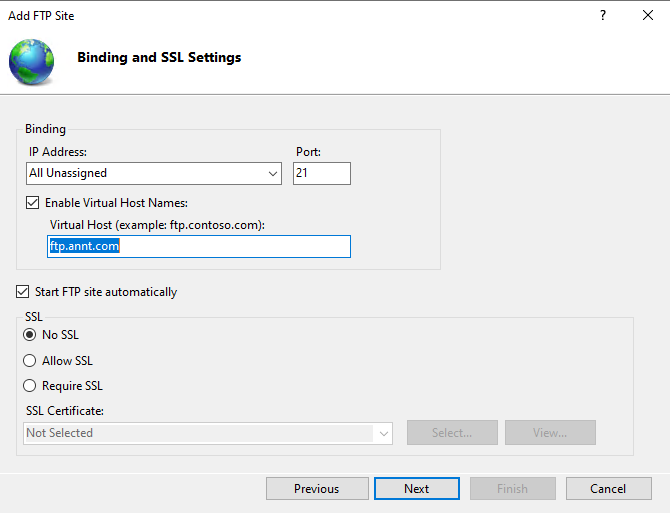 Add FTP Site
?
Binding and SSL Settings
Binding
IP Address: Port:
All Unassigned 21
Enable Virtual Host Names:
Virtual Host (example: ftp.contoso.com):
ftp.annt.com
Start FTP site automatically
SSL
No SSL
Allow SSL
Require SSL
SSL Certificate:
Not Selected Select... View...
Previous Next Finish Cancel